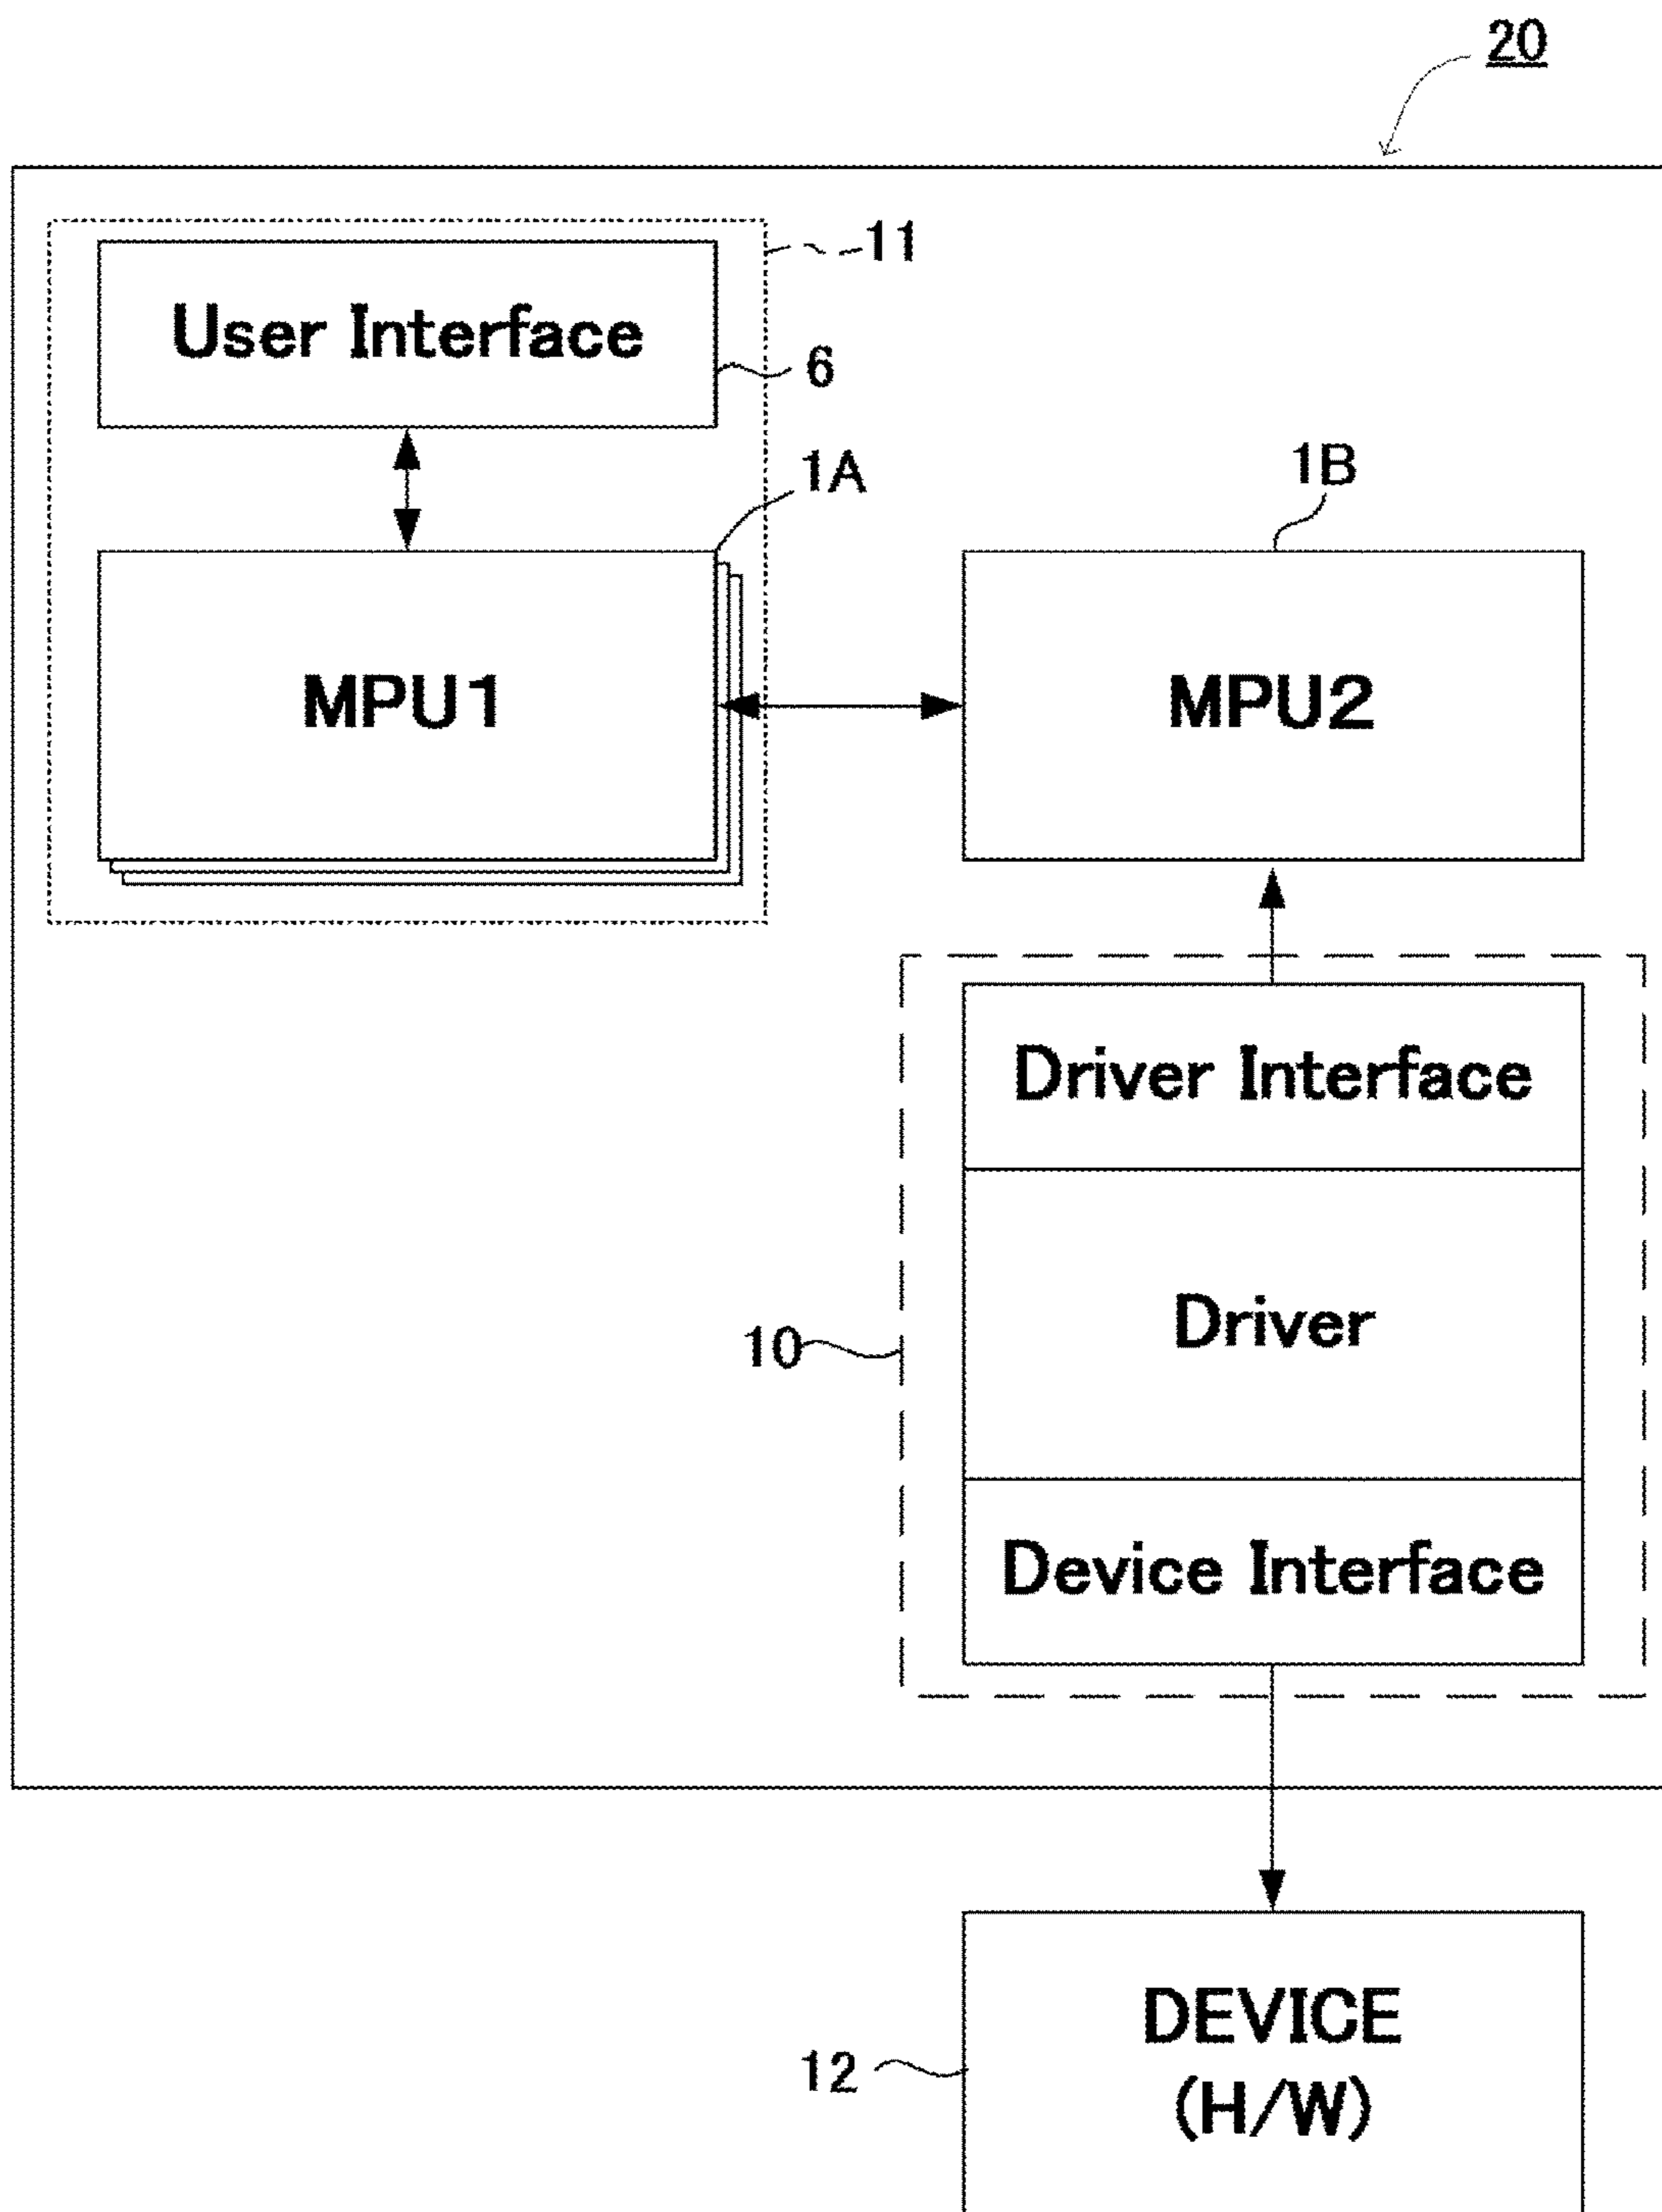 20
11
User Interface
6
1A
1B
MPU1
MPU2
Driver Interface
Driver
10
Device Interface
DEVICE
12
(H/W)